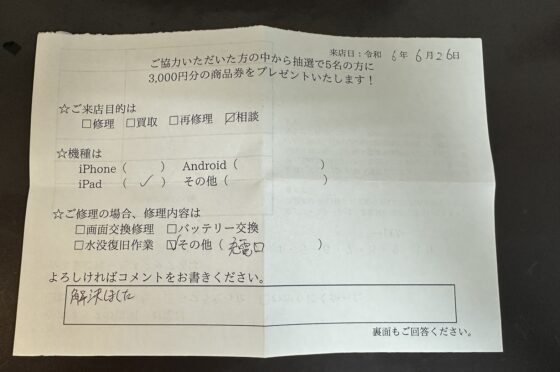 来店日：令和 6年 6月26日
ご協力いただいた方の中から抽選で5名の方に
3,000円分の商品券をプレゼントいたします！
☆ご来店目的は
□修理 □買取 □再修理 ☑相談
☆機種は
iPhone（ ） Android（ ）
iPad （ ✓ ） その他（ ）
☆ご修理の場合、修理内容は
□画面交換修理 □バッテリー交換
□水没復旧作業 ☑その他（充電口 ）
よろしければコメントをお書きください。
解決しました
裏面もご回答ください。